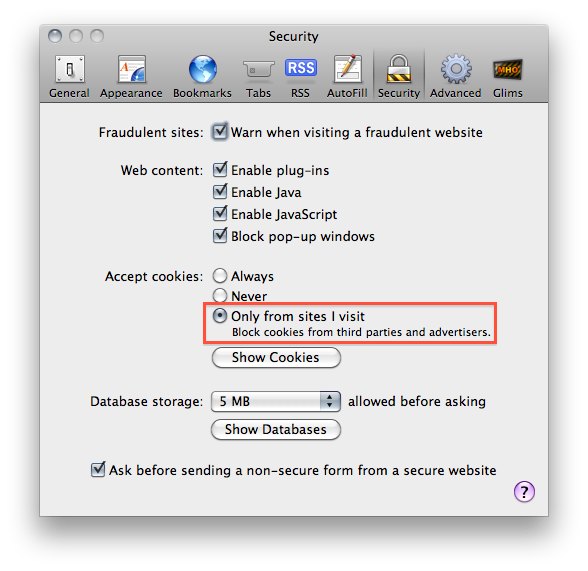 Security
General Appearance Bookmarks Tabs RSS RSS AutoFill Security Advanced Glims
Fraudulent sites: Warn when visiting a fraudulent website
Web content: Enable plug-ins
Enable Java
Enable JavaScript
Block pop-up windows
Accept cookies: Always
Never
Only from sites I visit
Block cookies from third parties and advertisers.
Show Cookies
Database storage: 5 MB allowed before asking
Show Databases
Ask before sending a non-secure form from a secure website
?